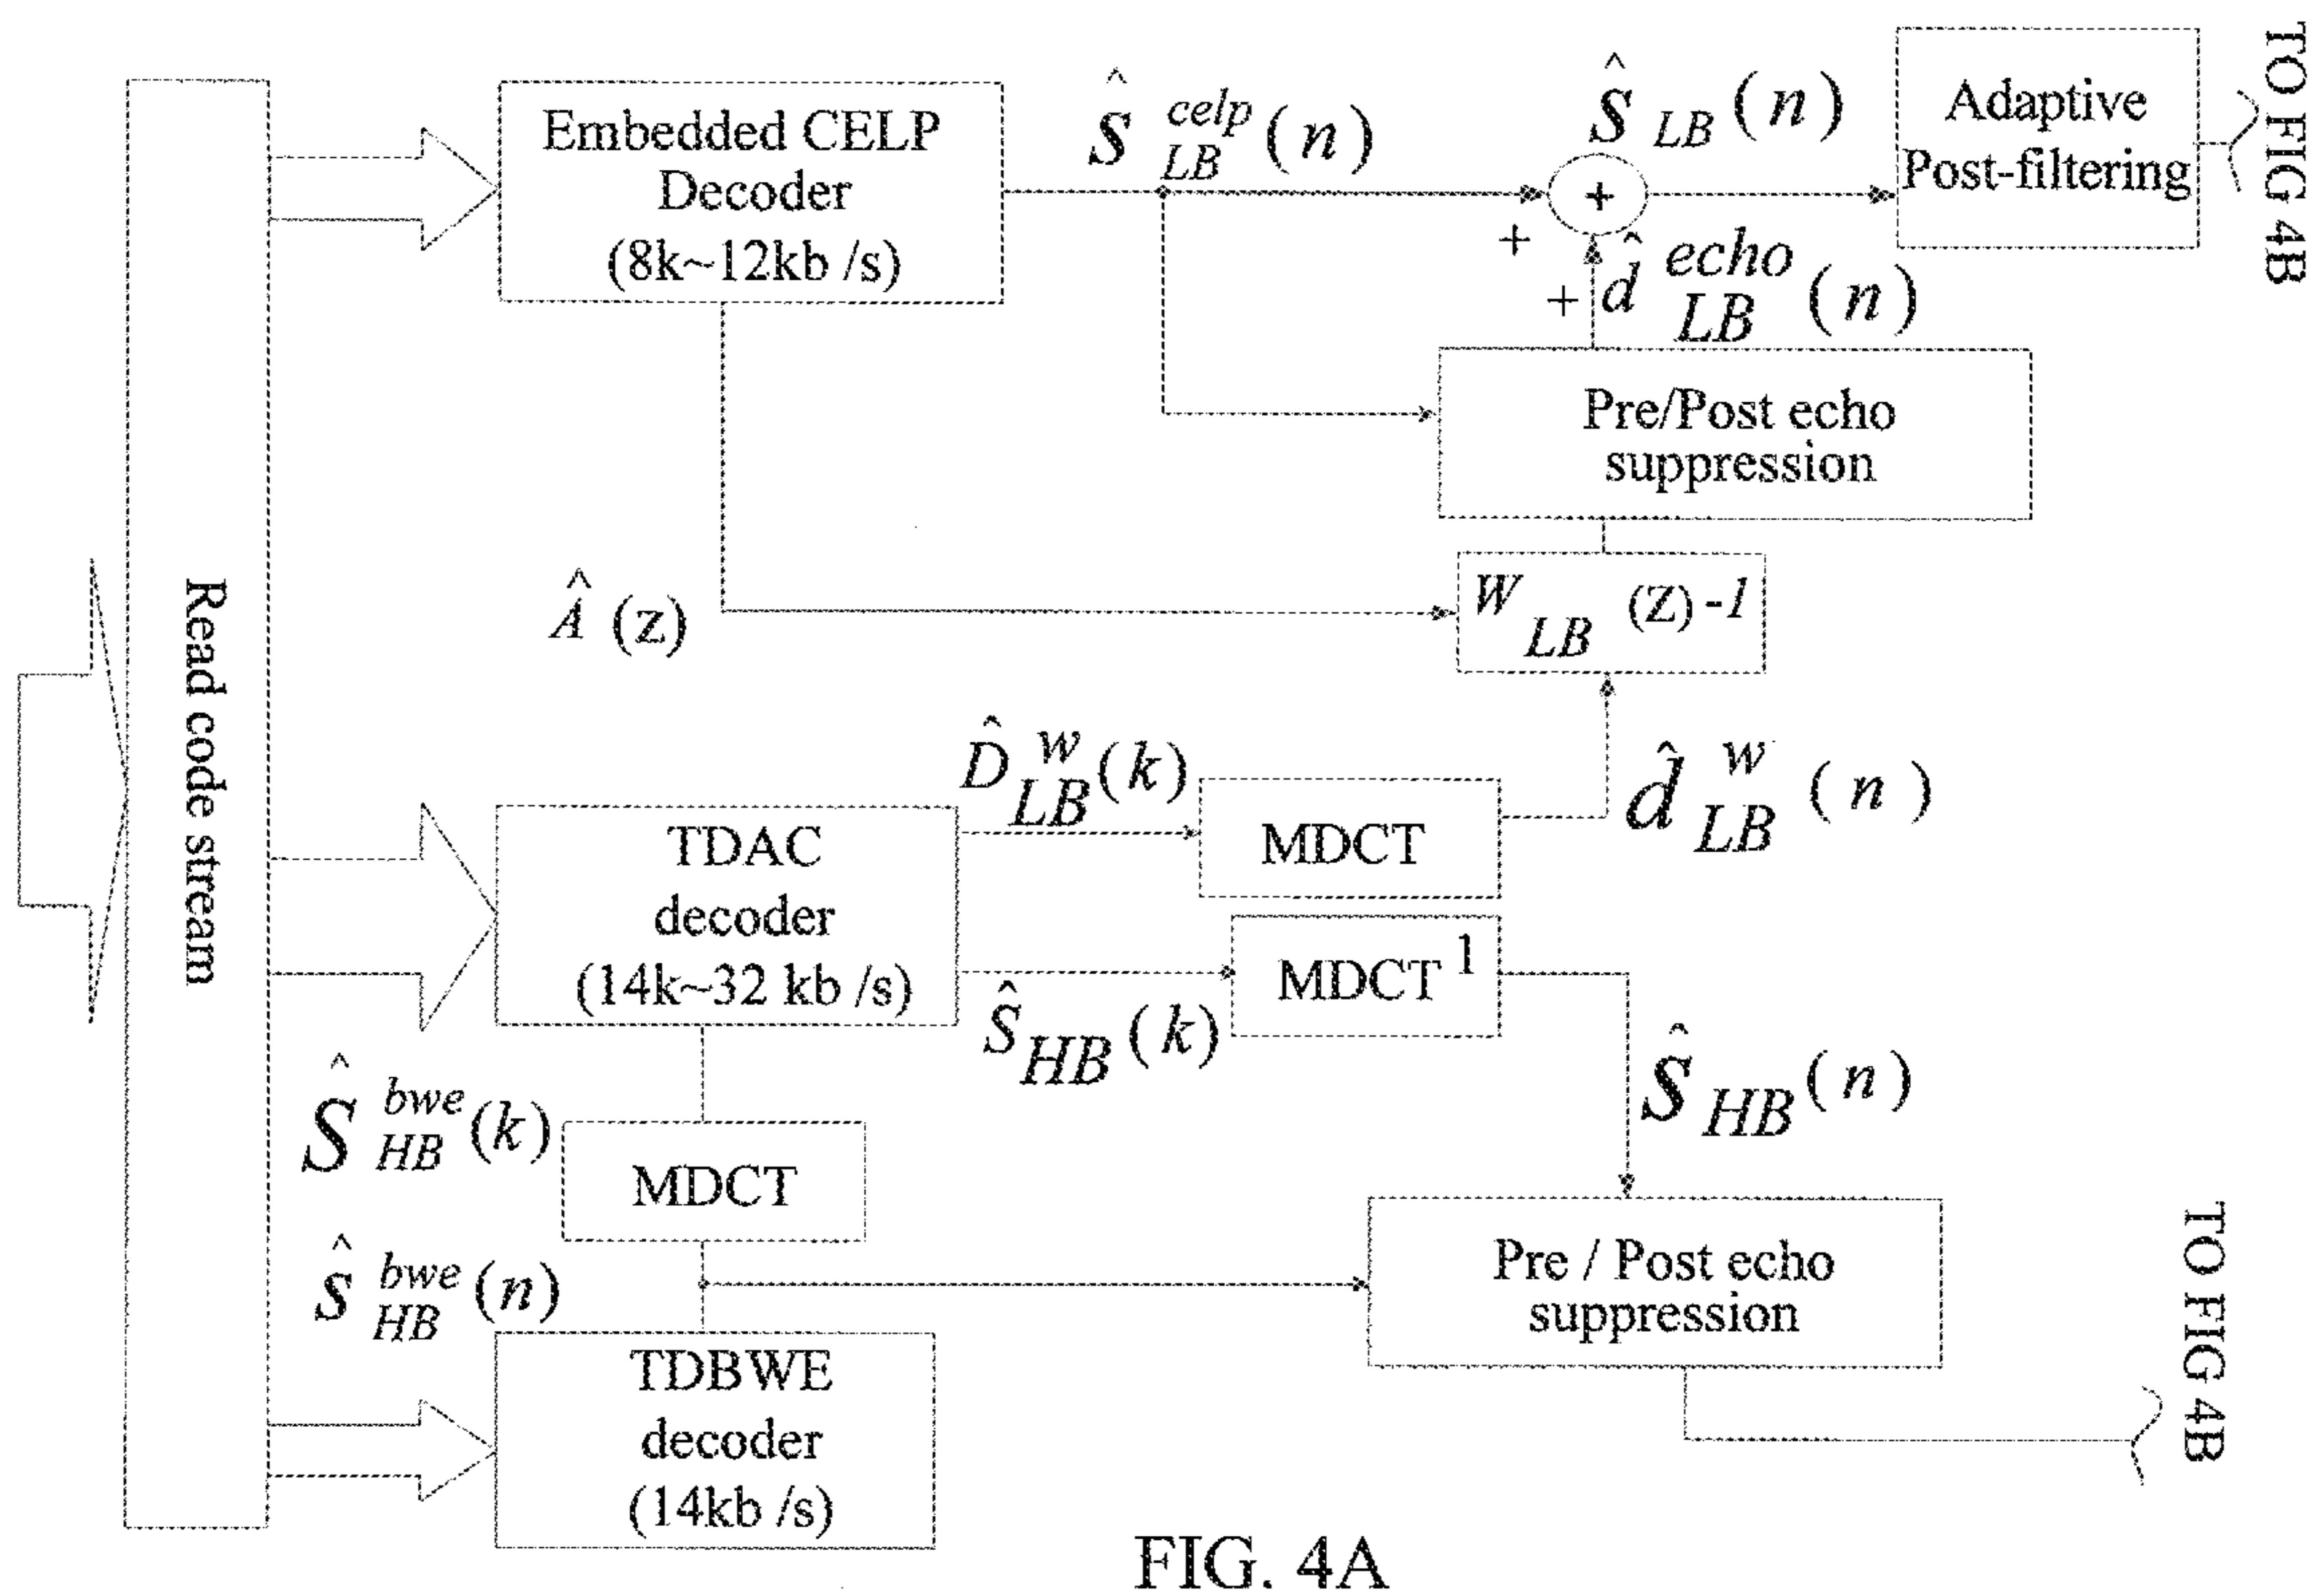 Read code stream
Embedded CELP
Decoder
(8k~12kb /s)
ŝ LB celp (n)
ŝ LB (n)
Adaptive
Post-filtering
TO FIG 4B
+
+
+
d̂ LB echo (n)
Pre/Post echo
suppression
Â (z)
W LB (Z) -1
D̂ LB w (k)
MDCT
d̂ LB w (n)
TDAC
decoder
(14k~32 kb /s)
MDCT 1
ŝ HB (k)
ŝ HB (n)
Ŝ HB bwe (k)
MDCT
ŝ HB bwe (n)
Pre / Post echo
suppression
TO FIG 4B
TDBWE
decoder
(14kb /s)
FIG. 4A